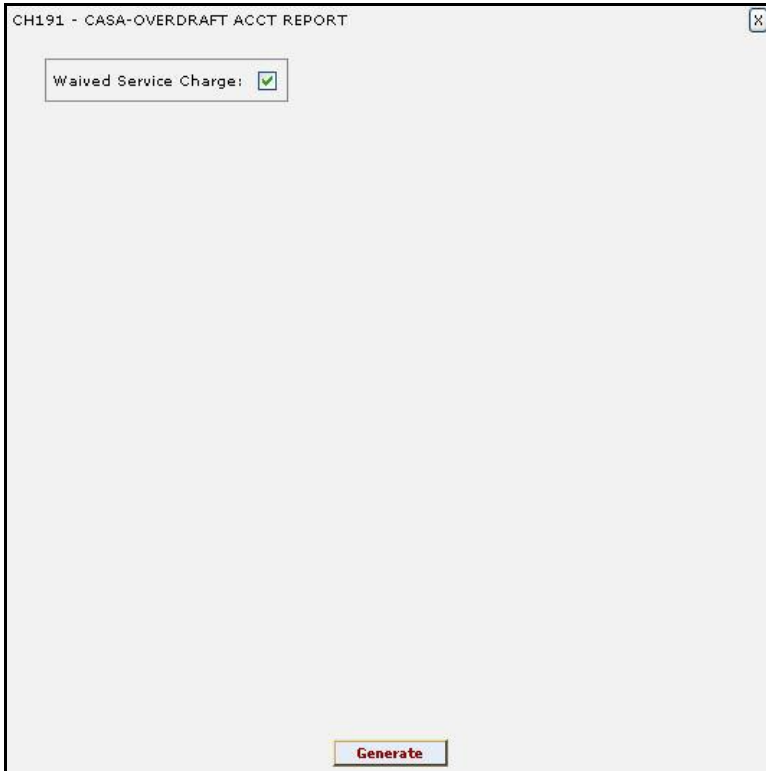 CH191 - CASA-OVERDRAFT ACCT REPORT X
Waived Service Charge:
Generate